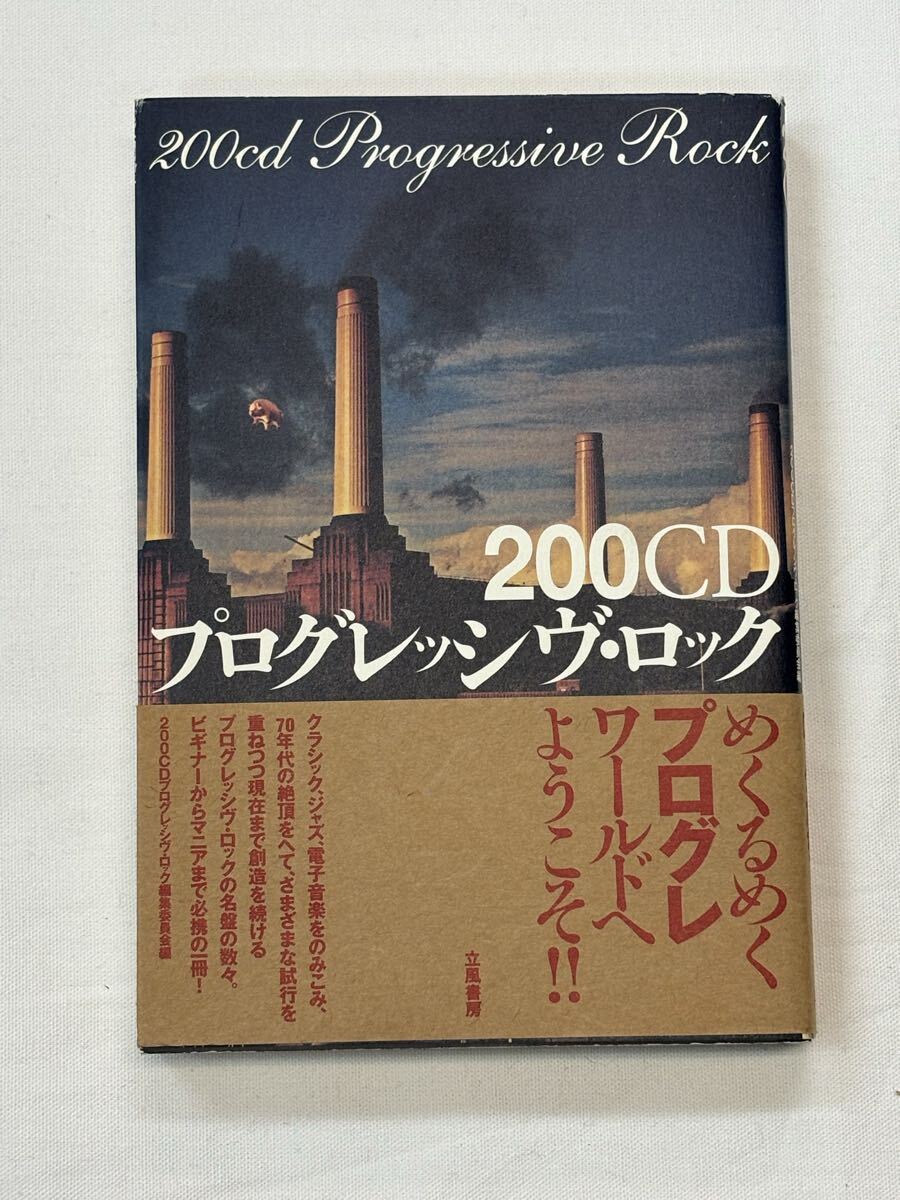 200cd Progressive Rock
200CD
プログレッシヴ・ロック
めくるめく
プログレ
ワールドへ
ようこそ!!
立風書房
クラシック、ジャズ、電子音楽をのみこみ、
70年代の絶頂をへて、さまざまな試行を
重ねつつ現在まで創造を続ける
プログレッシヴ・ロックの名盤の数々。
ビギナーからマニアまで必携の一冊!
200CDプログレッシヴ・ロック編集委員会編